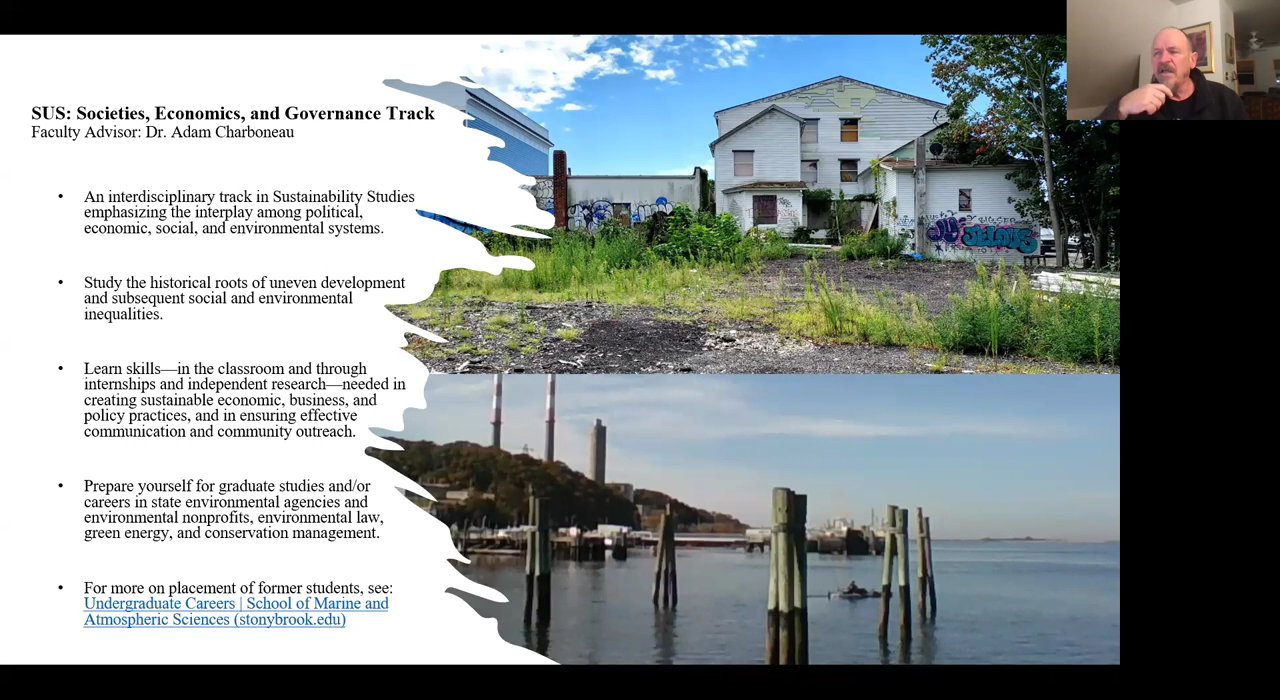 SUS: Societies, Economics, and Governance Track
Faculty Advisor: Dr. Adam Charboneau
• An interdisciplinary track in Sustainability Studies
emphasizing the interplay among political,
economic, social, and environmental systems.
• Study the historical roots of uneven development
and subsequent social and environmental
inequalities.
• Learn skills—in the classroom and through
internships and independent research—needed in
creating sustainable economic, business, and
policy practices, and in ensuring effective
communication and community outreach.
• Prepare yourself for graduate studies and/or
careers in state environmental agencies and
environmental nonprofits, environmental law,
green energy, and conservation management.
• For more on placement of former students, see:
Undergraduate Careers | School of Marine and
Atmospheric Sciences (stonybrook.edu)